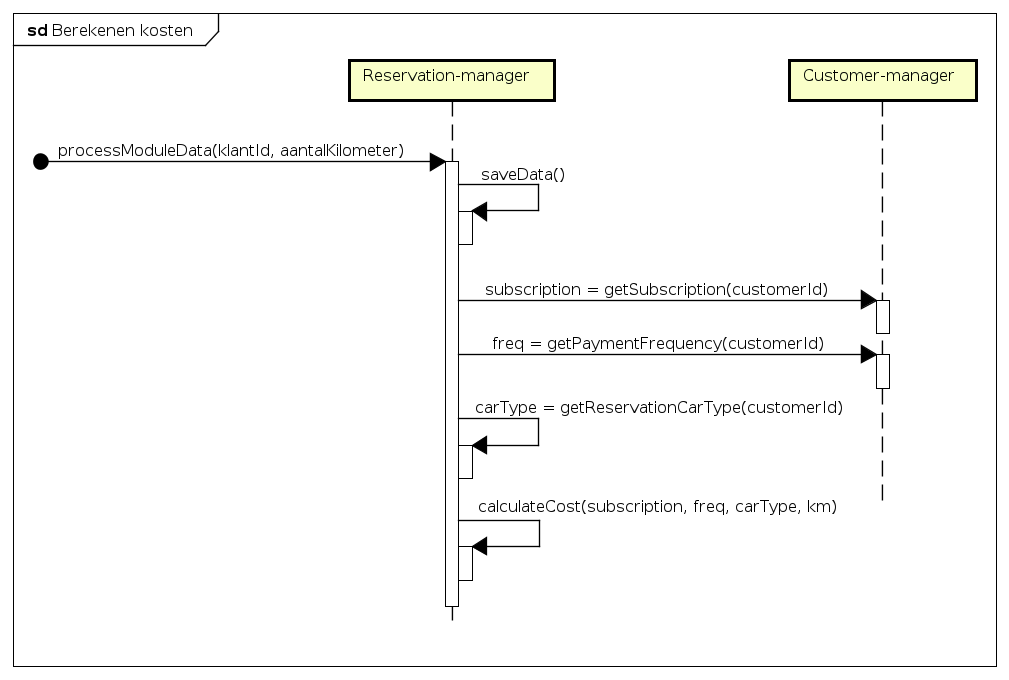 sd Berekenen kosten
Reservation-manager
Customer-manager
processModuleData(klantId, aantalKilometer)
saveData()
subscription = getSubscription(customerId)
freq = getPaymentFrequency(customerId)
carType = getReservationCarType(customerId)
calculateCost(subscription, freq, carType, km)